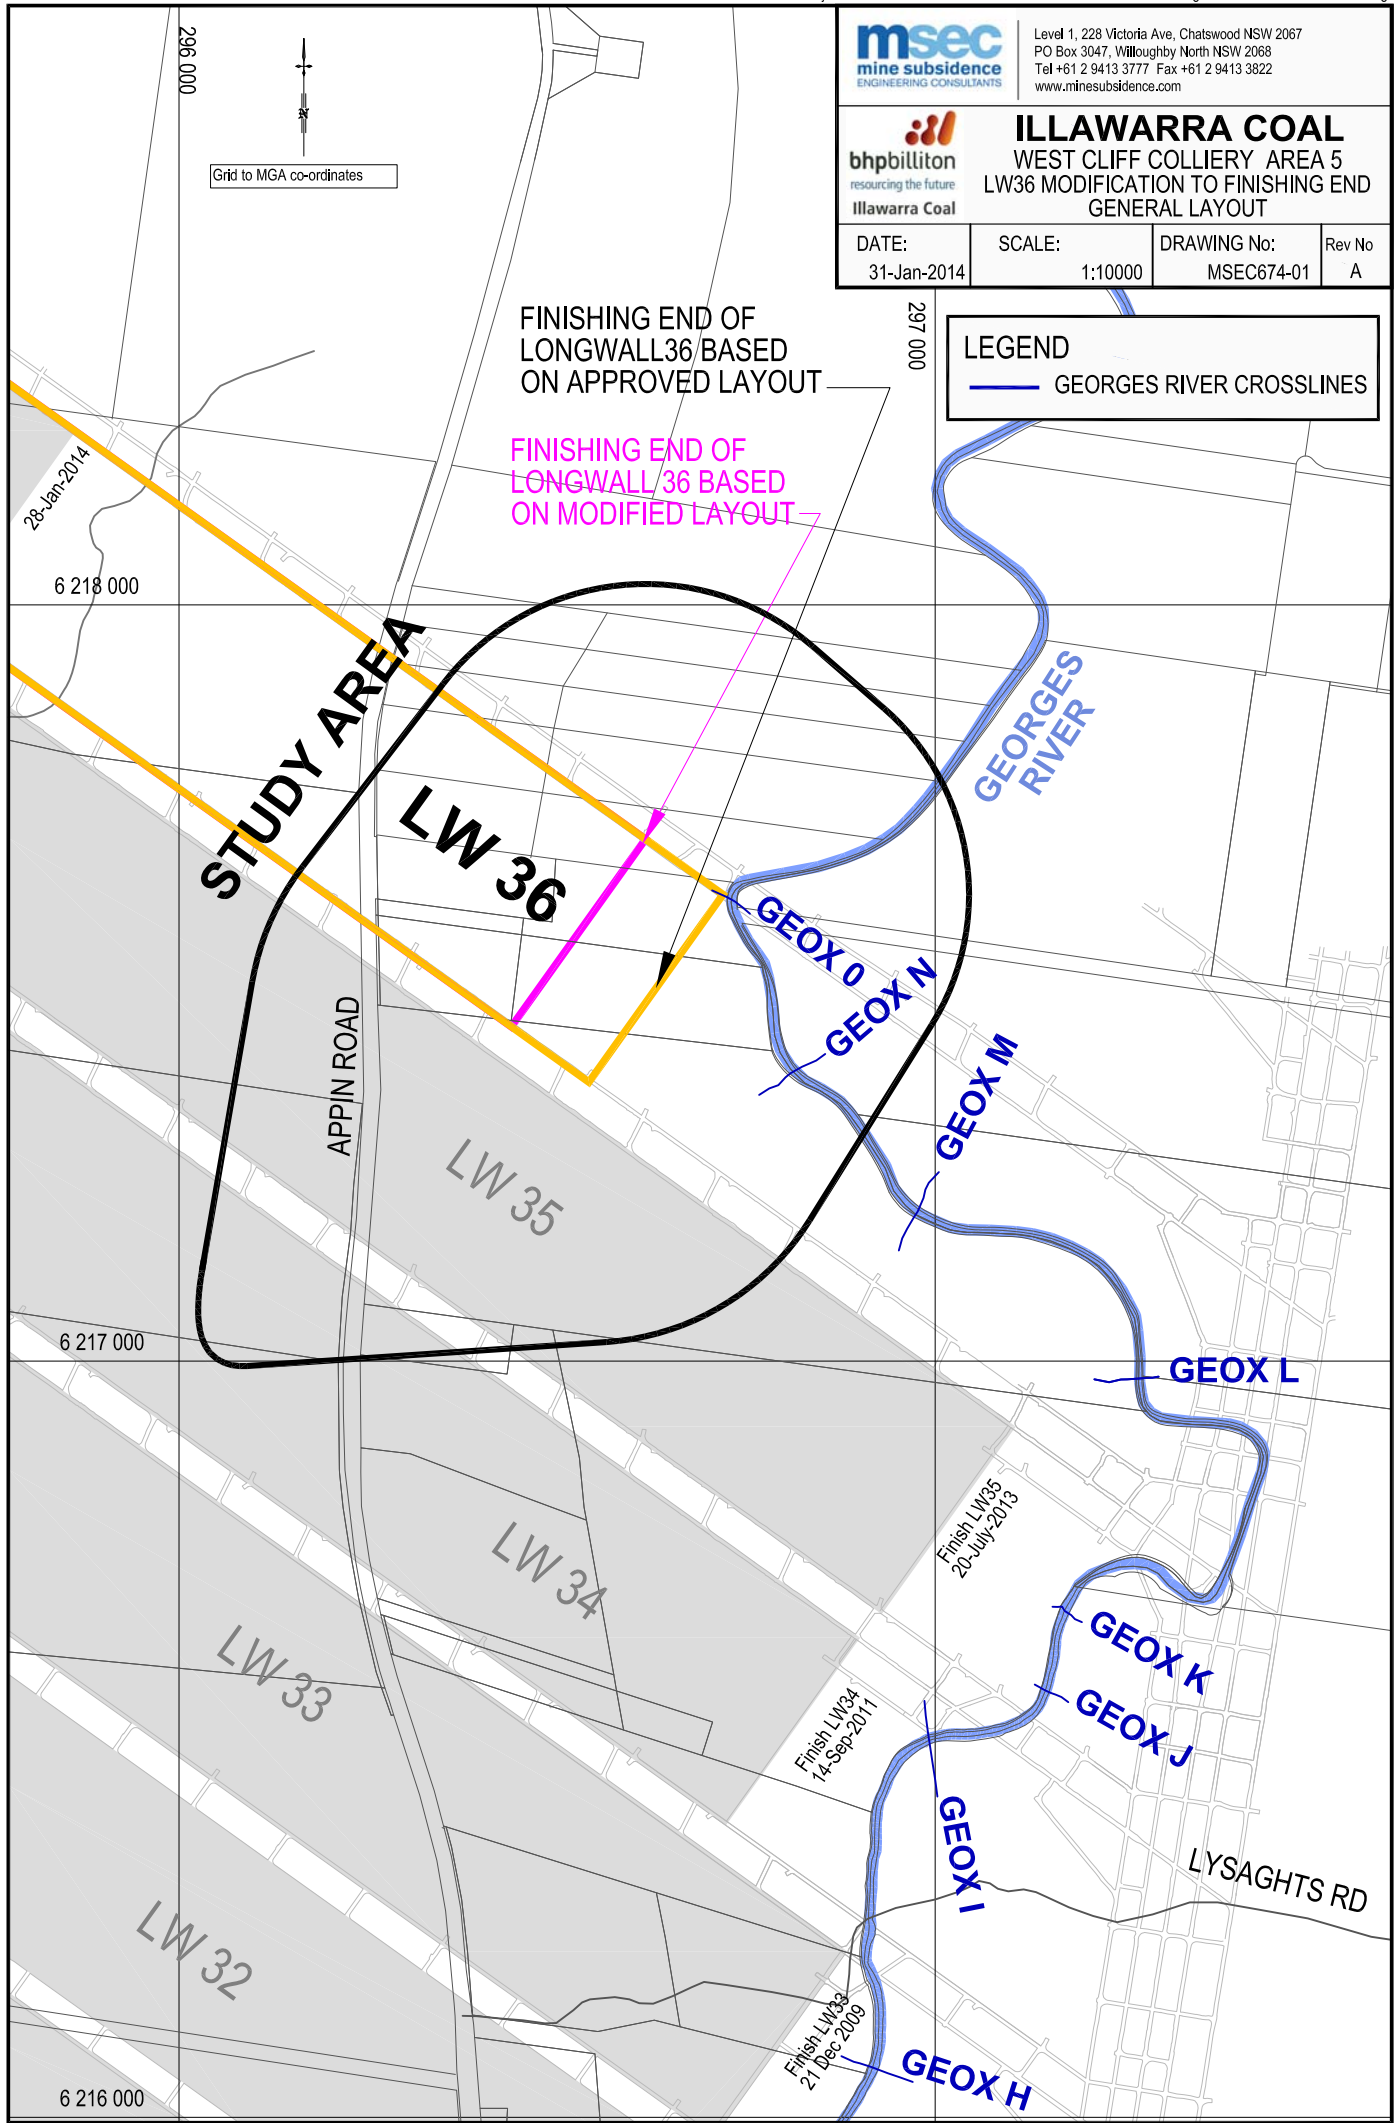 msec
mine subsidence
ENGINEERING CONSULTANTS
Level 1, 228 Victoria Ave, Chatswood NSW 2067
PO Box 3047, Willoughby North NSW 2068
Tel +61 2 9413 3777 Fax +61 2 9413 3822
www.minesubsidence.com
bhpbilliton
resourcing the future
Illawarra Coal
ILLAWARRA COAL
WEST CLIFF COLLIERY AREA 5
LW36 MODIFICATION TO FINISHING END
GENERAL LAYOUT
DATE:
31-Jan-2014
SCALE:
1:10000
DRAWING No:
MSEC674-01
Rev No
A
296 000
N
Grid to MGA co-ordinates
297 000
LEGEND
GEORGES RIVER CROSSLINES
FINISHING END OF
LONGWALL36 BASED
ON APPROVED LAYOUT
FINISHING END OF
LONGWALL 36 BASED
ON MODIFIED LAYOUT
28-Jan-2014
6 218 000
STUDY AREA
GEORGES
RIVER
LW 36
GEOX 0
GEOX N
GEOX M
APPIN ROAD
LW 35
6 217 000
GEOX L
Finish LW35
20-July-2013
LW 34
GEOX K
LW 33
GEOX J
Finish LW34
14-Sep-2011
GEOX I
LYSAGHTS RD
LW 32
Finish LW33
21 Dec 2009
GEOX H
6 216 000